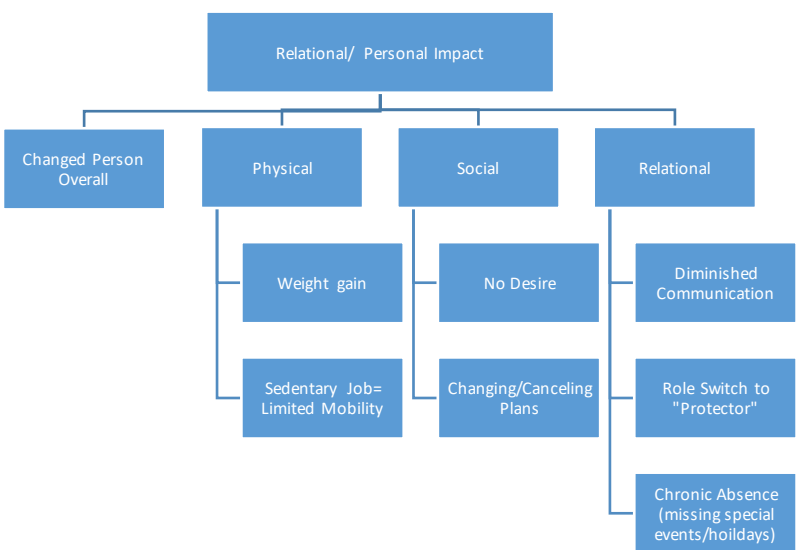 Relational/ Personal Impact
Changed Person
Overall
Physical
Social
Relational
Weight gain
No Desire
Diminished
Communication
Sedentary Job=
Limited Mobility
Changing/Canceling
Plans
Role Switch to
"Protector"
Chronic Absence
(missing special
events/hoildays)